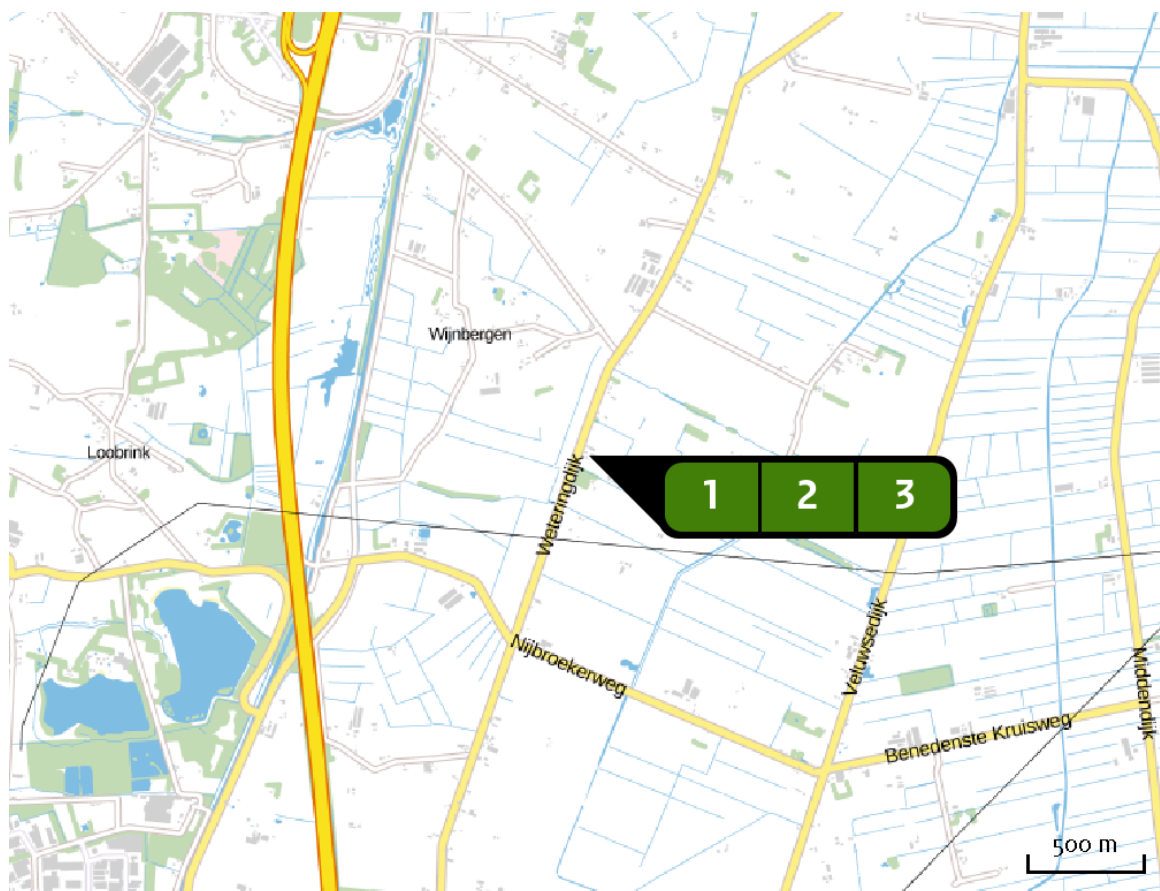 Wijnbergen
Loobrink
Weteringdijk
1 2 3
Nijbroekerweg
Veluwsedijk
Middendijk
Benedenste Kruisweg
500 m